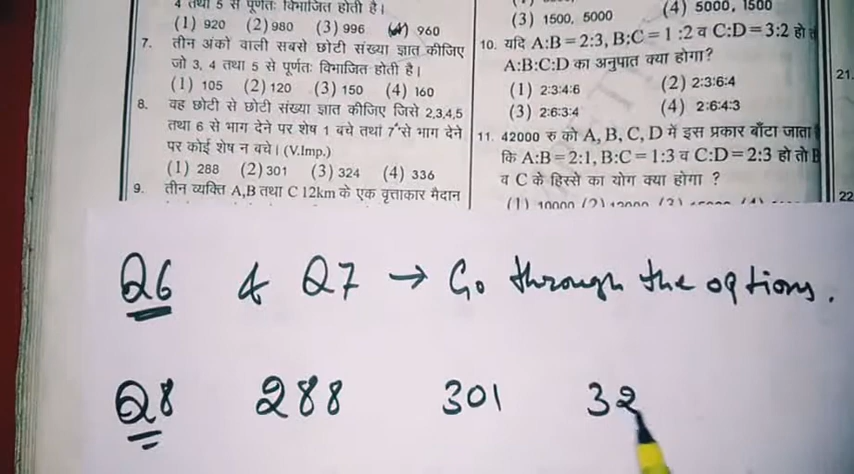 4 तथा 5 से पूर्णतः विभाजित होती है।
(1) 920 (2) 980 (3) 996 (4) 960
7. तीन अंको वाली सबसे छोटी संख्या ज्ञात कीजिए
जो 3, 4 तथा 5 से पूर्णतः विभाजित होती है।
(1) 105 (2) 120 (3) 150 (4) 160
8. वह छोटी से छोटी संख्या ज्ञात कीजिए जिसे 2,3,4,5
तथा 6 से भाग देने पर शेष 1 बचे तथा 7 से भाग देने
पर कोई शेष न बचे। (V.Imp.)
(1) 288 (2) 301 (3) 324 (4) 336
9. तीन व्यक्ति A,B तथा C 12km के एक वृत्ताकार मैदान
(3) 1500, 5000 (4) 5000, 1500
10. यदि A:B = 2:3, B:C = 1 :2 व C:D = 3:2 हो
A:B:C:D का अनुपात क्या होगा?
(1) 2:3:4:6 (2) 2:3:6:4
(3) 2:6:3:4 (4) 2:6:4:3
11. 42000 रु को A, B, C, D में इस प्रकार बाँटा जाता
कि A:B = 2:1, B:C = 1:3 व C:D = 2:3 हो तो B
व C के हिस्से का योग क्या होगा ?
(1) 10000 (2) 12000
21.
22
Q6 & Q7 → Go through the options.
Q8 288 301 32